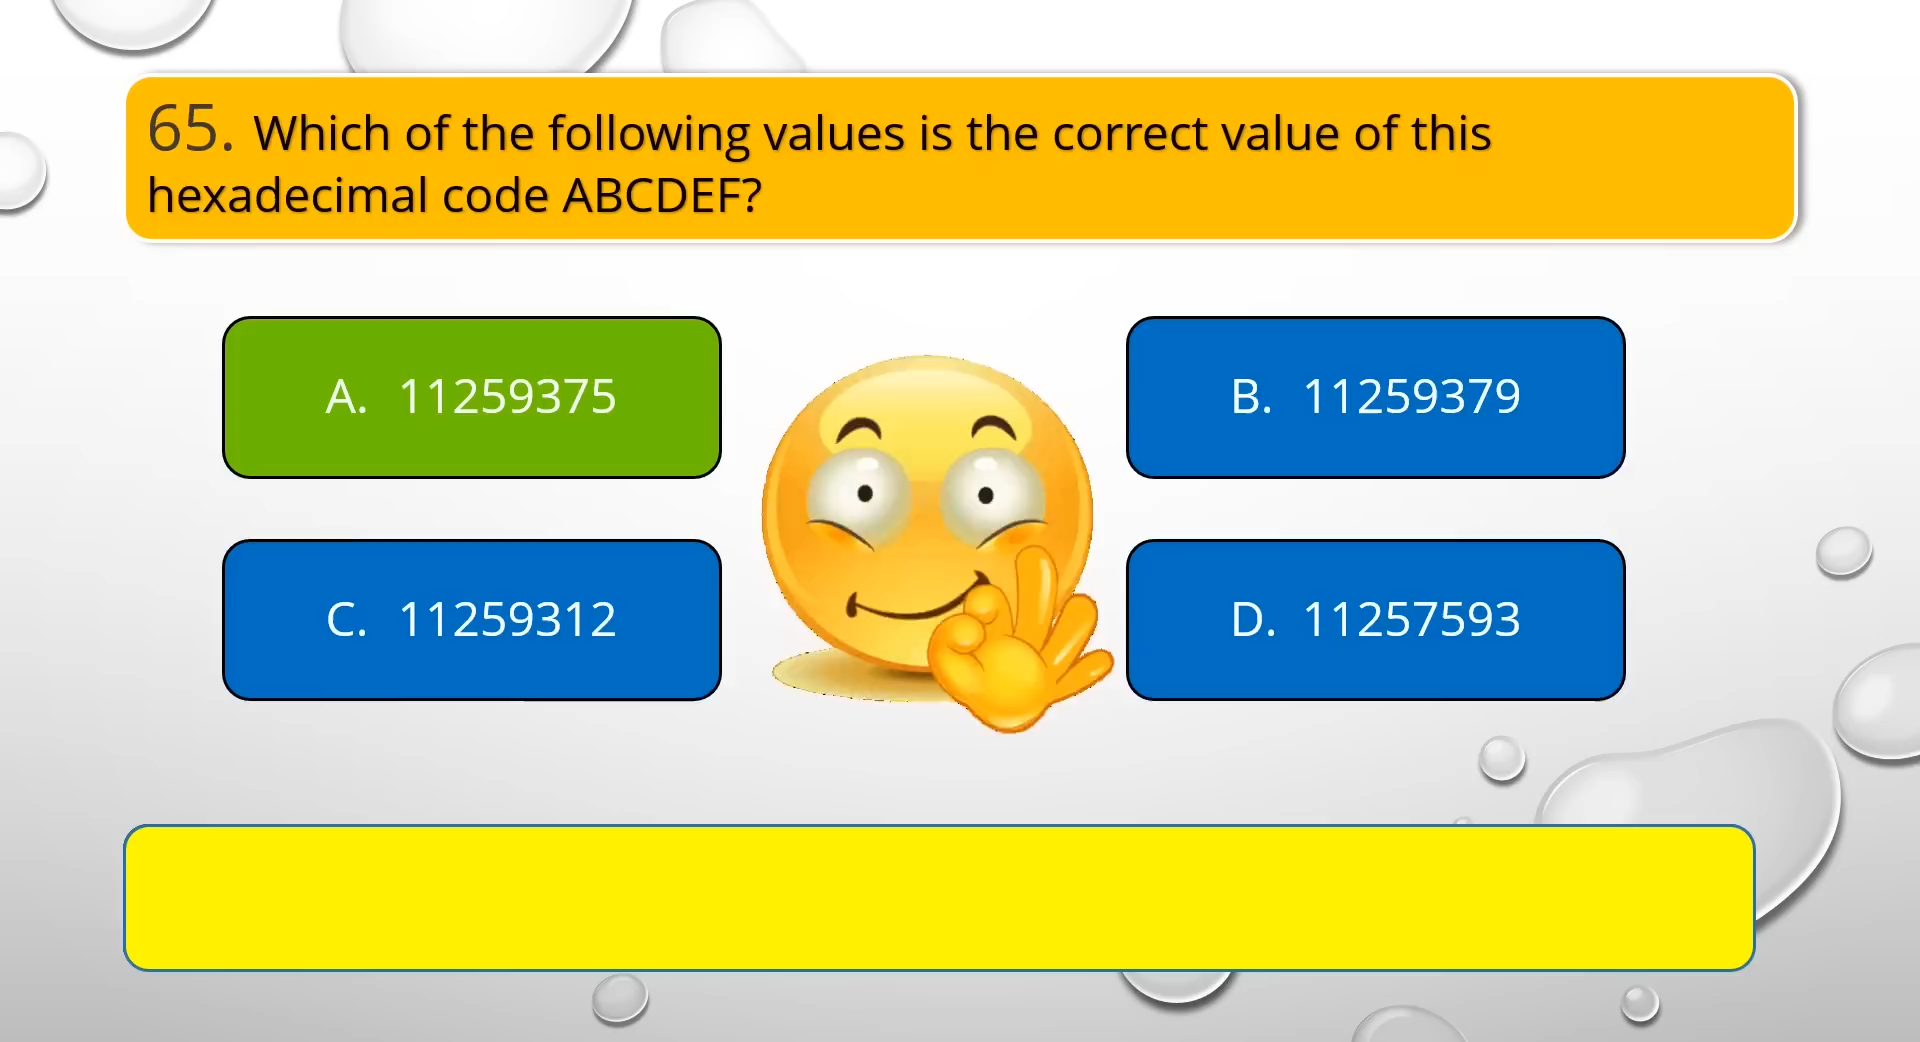 65. Which of the following values is the correct value of this
hexadecimal code ABCDEF?
A. 11259375
B. 11259379
C. 11259312
D. 11257593